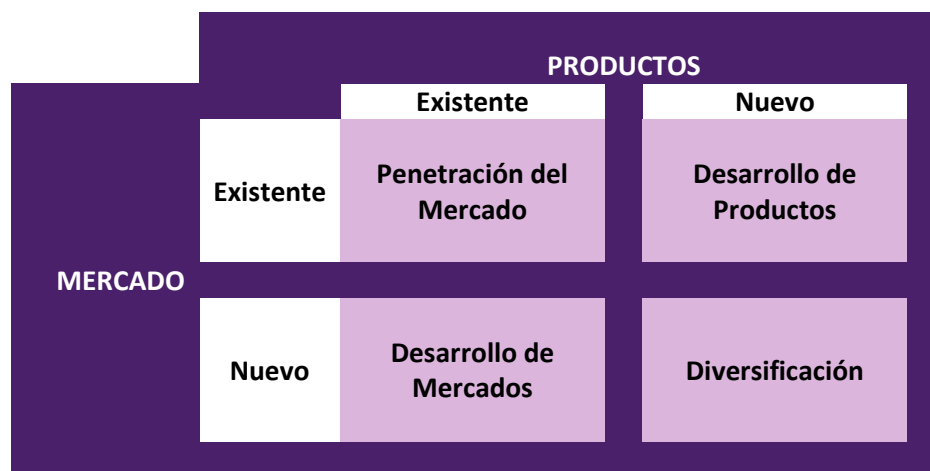 PRODUCTOS
Existente
Nuevo
Existente
Penetración del
Mercado
Desarrollo de
Productos
MERCADO
Nuevo
Desarrollo de
Mercados
Diversificación